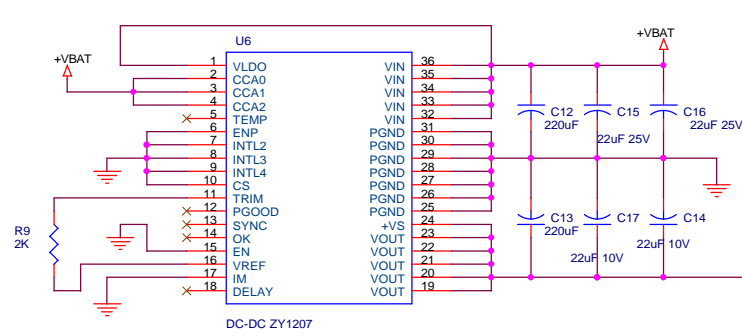 U6
+VBAT
+VBAT
1 VLDO VIN 36
2 CCA0 VIN 35
3 CCA1 VIN 34
4 CCA2 VIN 33
5 TEMP VIN 32
6 ENP PGND 31
7 INTL2 PGND 30
8 INTL3 PGND 29
9 INTL4 PGND 28
10 CS PGND 27
11 TRIM PGND 26
12 PGOOD PGND 25
13 SYNC +VS 24
14 OK VOUT 23
15 EN VOUT 22
16 VREF VOUT 21
17 IM VOUT 20
18 DELAY VOUT 19
C12
220uF
C15
22uF 25V
C16
22uF 25V
R9
2K
C13
220uF
C17
22uF 10V
C14
22uF 10V
DC-DC ZY1207